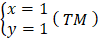 {x = 1
y = 1 (TM)